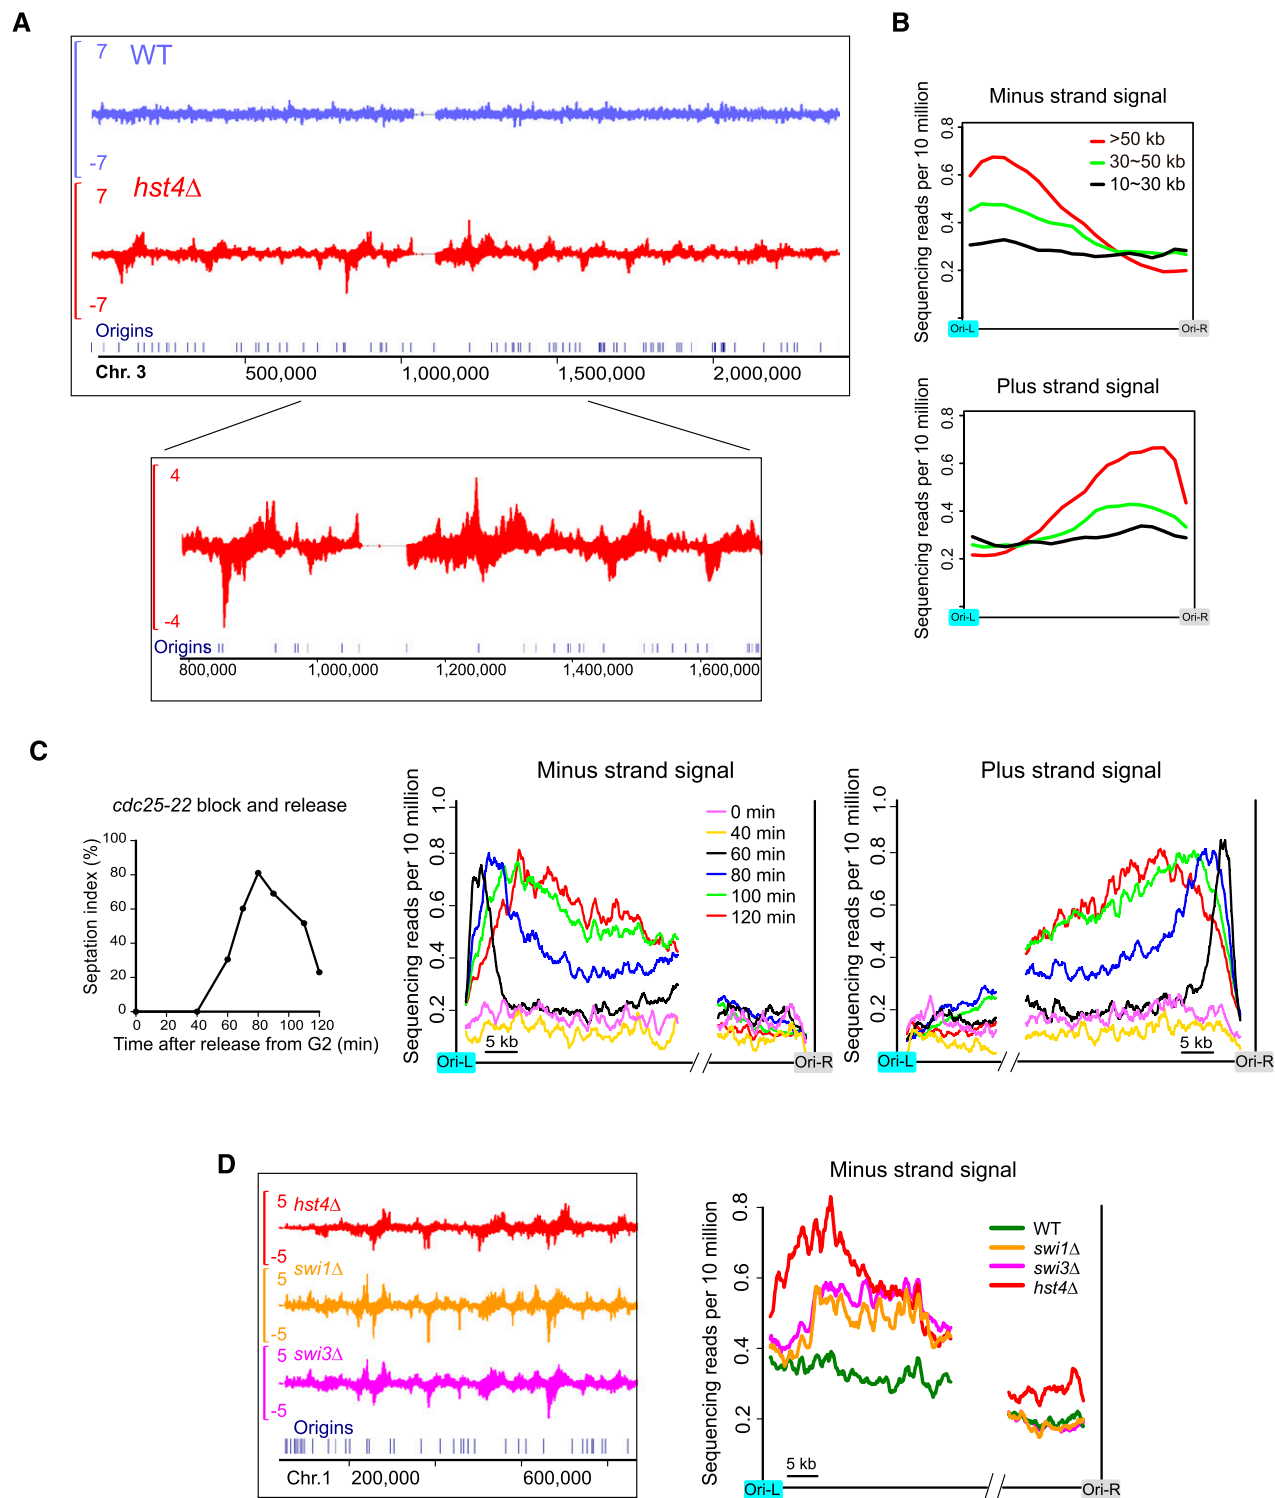 A
7 WT
-7
7 hst4Δ
-7
Origins
Chr. 3 500,000 1,000,000 1,500,000 2,000,000
4
-4
Origins
800,000 1,000,000 1,200,000 1,400,000 1,600,000
B
Minus strand signal
Sequencing reads per 10 million
0.8
0.6
0.4
0.2
>50 kb
30~50 kb
10~30 kb
Ori-L Ori-R
Plus strand signal
Sequencing reads per 10 million
0.8
0.6
0.4
0.2
Ori-L Ori-R
C
cdc25-22 block and release
Septation index (%)
100
80
60
40
20
0
0 20 40 60 80 100 120
Time after release from G2 (min)
Minus strand signal
Sequencing reads per 10 million
1.0
0.8
0.6
0.4
0.2
0 min
40 min
60 min
80 min
100 min
120 min
5 kb
Ori-L Ori-R
Plus strand signal
Sequencing reads per 10 million
1.0
0.8
0.6
0.4
0.2
5 kb
Ori-L Ori-R
D
5 hst4Δ
-5
5 swi1Δ
-5
5 swi3Δ
-5
Origins
Chr.1 200,000 600,000
Minus strand signal
Sequencing reads per 10 million
0.8
0.6
0.4
0.2
WT
swi1Δ
swi3Δ
hst4Δ
5 kb
Ori-L Ori-R